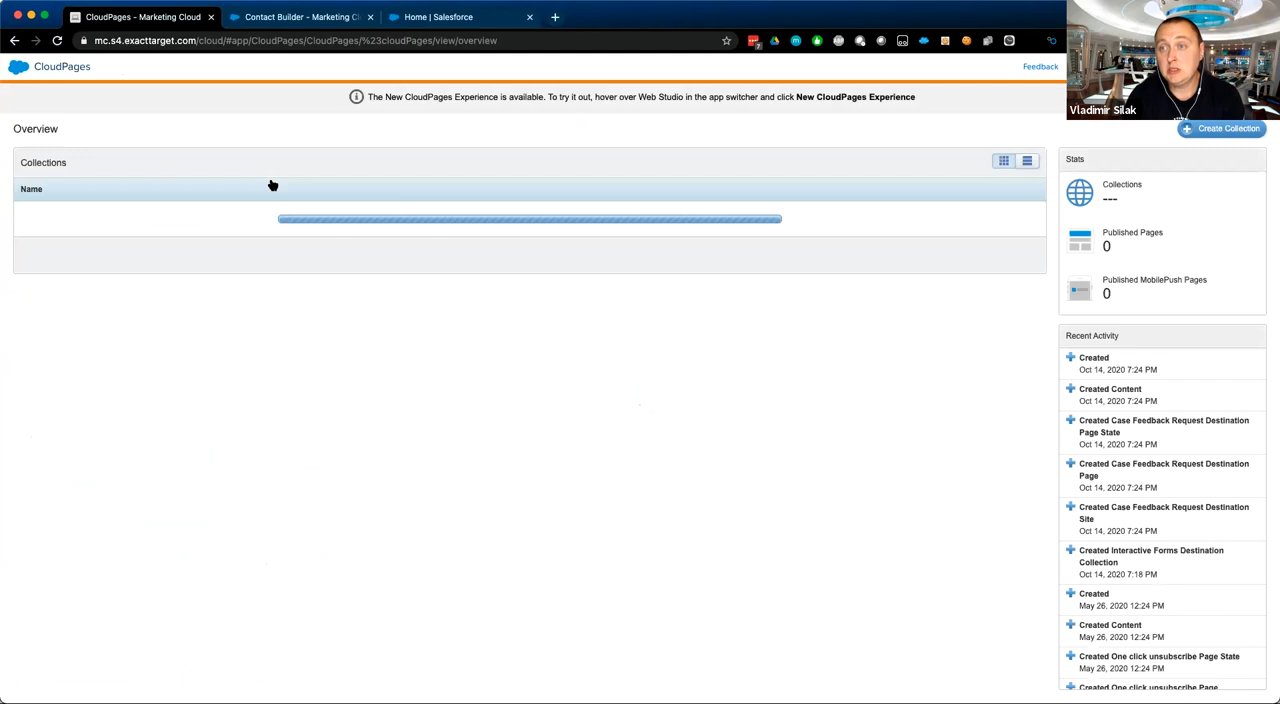 CloudPages - Marketing Cloud
Contact Builder - Marketing Cl
Home | Salesforce
mc.s4.exacttarget.com/cloud/#app/CloudPages/CloudPages/%23cloudPages/view/overview
7
CloudPages
Feedback
Vladimir Silak
The New CloudPages Experience is available. To try it out, hover over Web Studio in the app switcher and click New CloudPages Experience
Overview
Create Collection
Collections
Name
Stats
Collections
---
Published Pages
0
Published MobilePush Pages
0
Recent Activity
Created
Oct 14, 2020 7:24 PM
Created Content
Oct 14, 2020 7:24 PM
Created Case Feedback Request Destination
Page State
Oct 14, 2020 7:24 PM
Created Case Feedback Request Destination
Page
Oct 14, 2020 7:24 PM
Created Case Feedback Request Destination
Site
Oct 14, 2020 7:24 PM
Created Interactive Forms Destination
Collection
Oct 14, 2020 7:18 PM
Created
May 26, 2020 12:24 PM
Created Content
May 26, 2020 12:24 PM
Created One click unsubscribe Page State
May 26, 2020 12:24 PM
Created One click unsubscribe Page